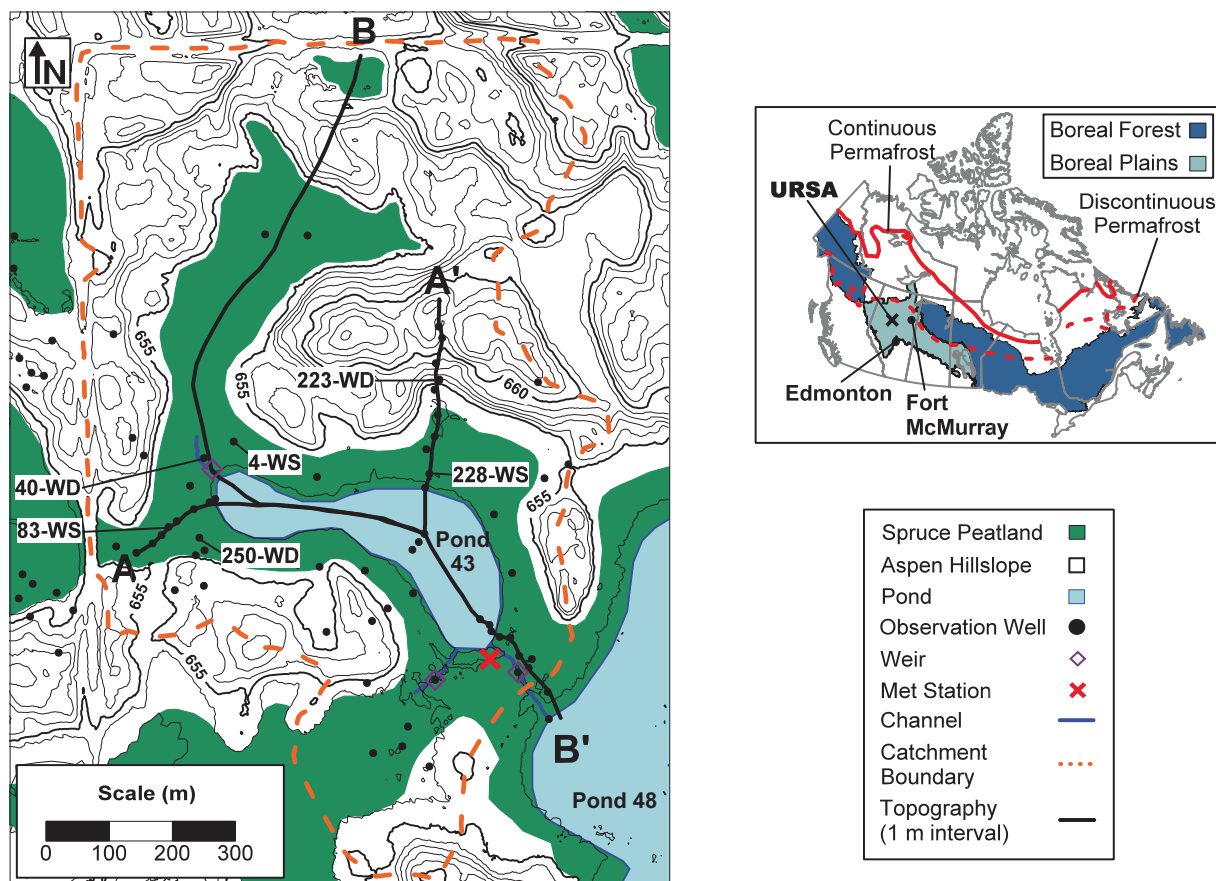 B
N
A'
655
655
660
223-WD
4-WS
40-WD
228-WS
655
83-WS
Pond
43
250-WD
A
655
655
B'
Pond 48
Scale (m)
0 100 200 300
Continuous
Permafrost
Boreal Forest
Boreal Plains
URSA
Discontinuous
Permafrost
Edmonton
Fort
McMurray
Spruce Peatland
Aspen Hillslope
Pond
Observation Well
Weir
Met Station
Channel
Catchment
Boundary
Topography
(1 m interval)